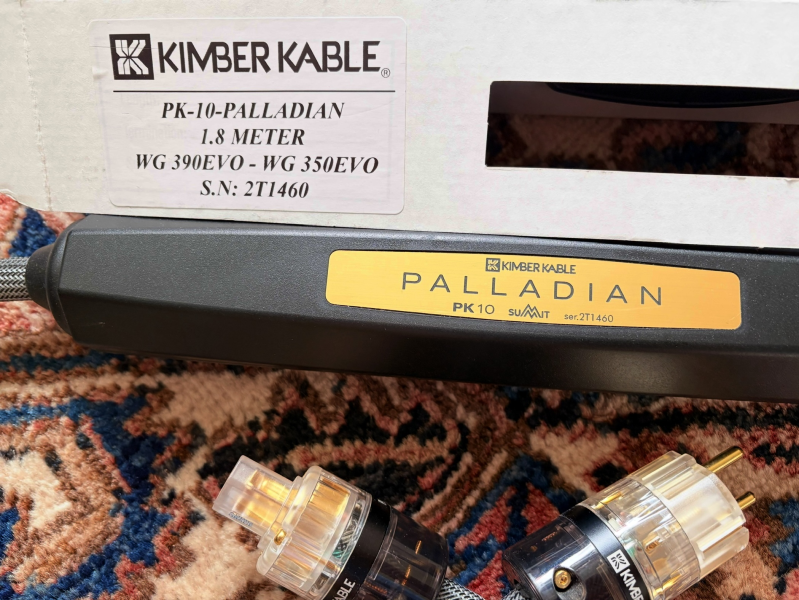 KIMBER KABLE®
PK-10-PALLADIAN
1.8 METER
WG 390EVO - WG 350EVO
S.N: 2T1460
KIMBER KABLE
PALLADIAN
PK10 SUMMIT ser.2T1460
KIMBER KABLE
KIMB